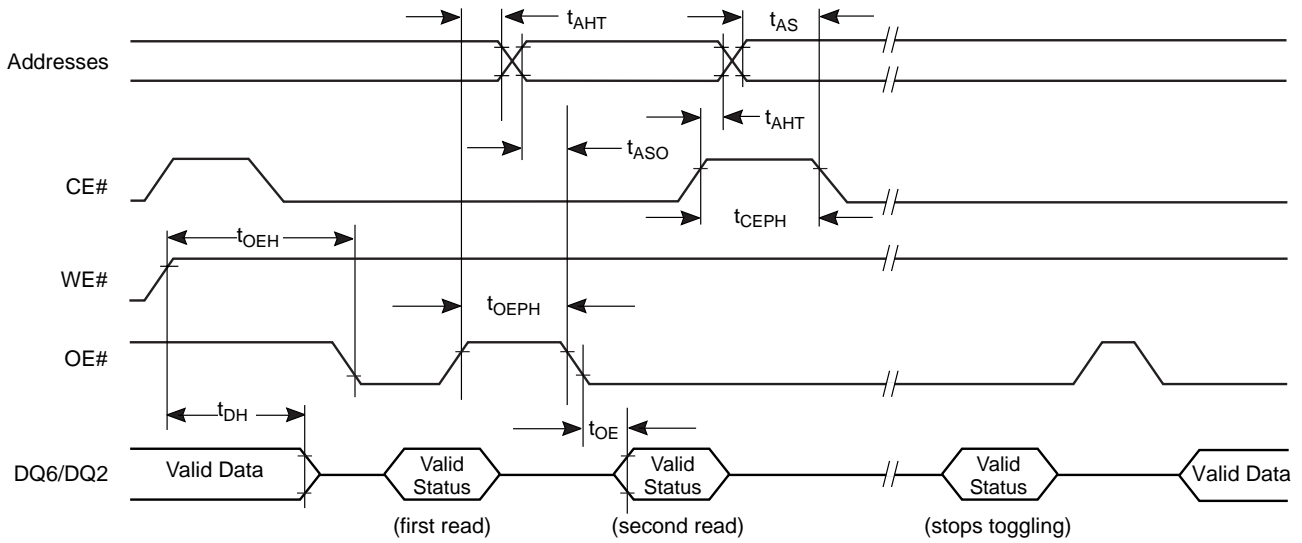 tAHT
tAS
Addresses
tAHT
tASO
CE#
tCEPH
tOEH
WE#
tOEPH
OE#
tDH
tOE
DQ6/DQ2
Valid Data
Valid
Status
Valid
Status
Valid
Status
Valid Data
(first read)
(second read)
(stops toggling)